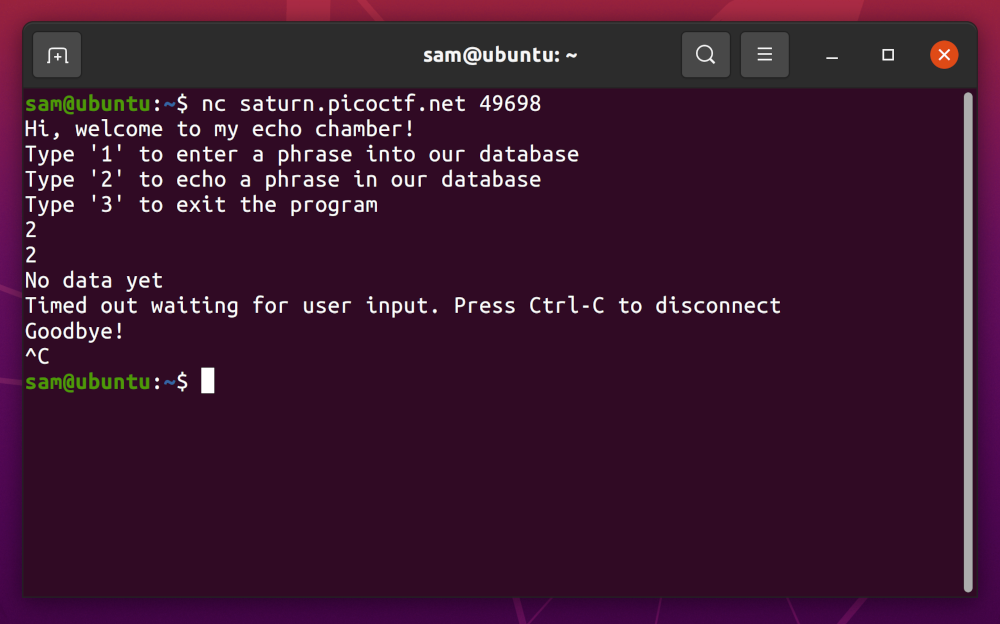 sam@ubuntu: ~
sam@ubuntu:~$ nc saturn.picoctf.net 49698
Hi, welcome to my echo chamber!
Type '1' to enter a phrase into our database
Type '2' to echo a phrase in our database
Type '3' to exit the program
2
2
No data yet
Timed out waiting for user input. Press Ctrl-C to disconnect
Goodbye!
^C
sam@ubuntu:~$